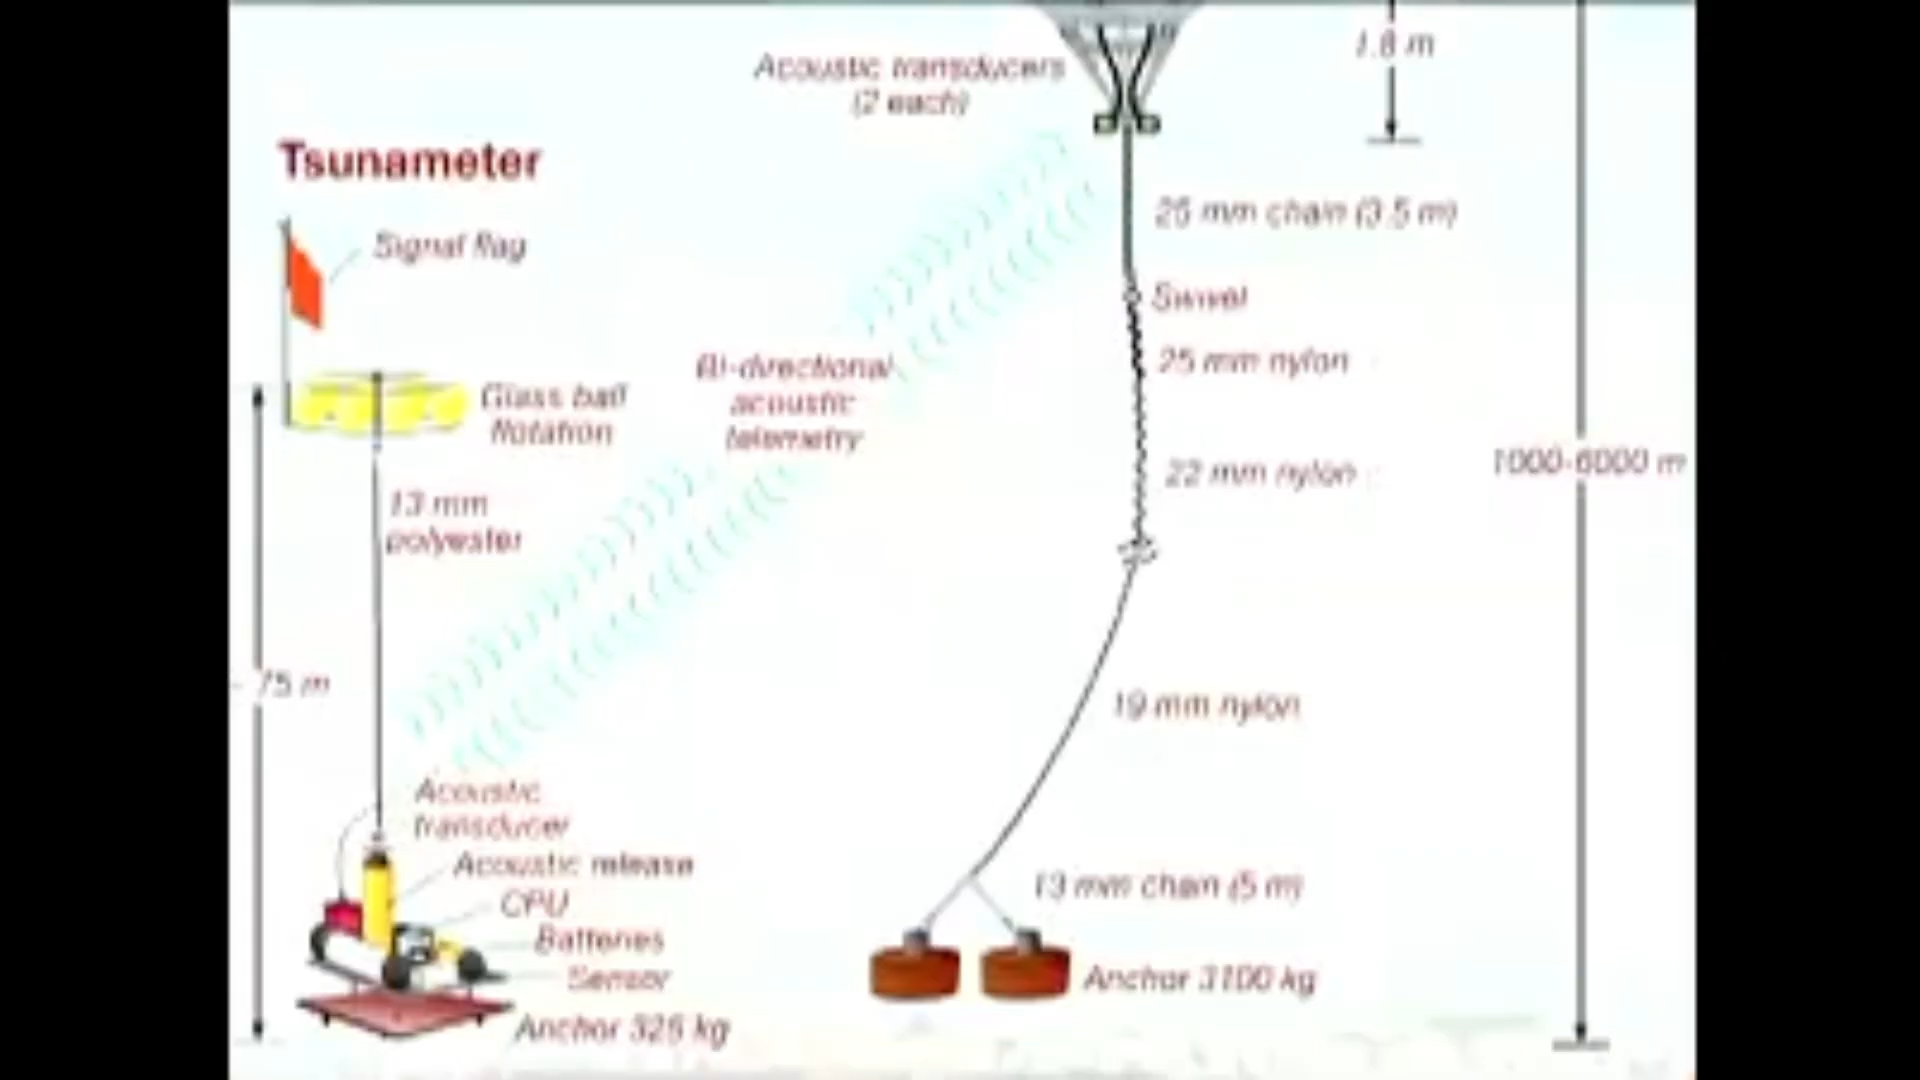 Acoustic transducers
(2 each)
1.8 m
Tsunameter
Signal flag
25 mm chain (3.5 m)
Swivel
25 mm nylon
Bi-directional
acoustic
telemetry
Glass ball
flotation
22 mm nylon
1000-6000 m
13 mm
polyester
75 m
19 mm nylon
Acoustic
transducer
Acoustic release
CPU
Batteries
Sensor
13 mm chain (5 m)
Anchor 3100 kg
Anchor 325 kg